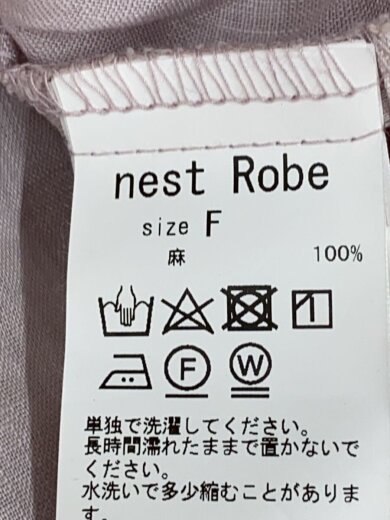 nest Robe
size F
麻 100%
F W
単独で洗濯してください。
長時間濡れたままで置かないで
ください。
水洗いで多少縮むことがありま
す。